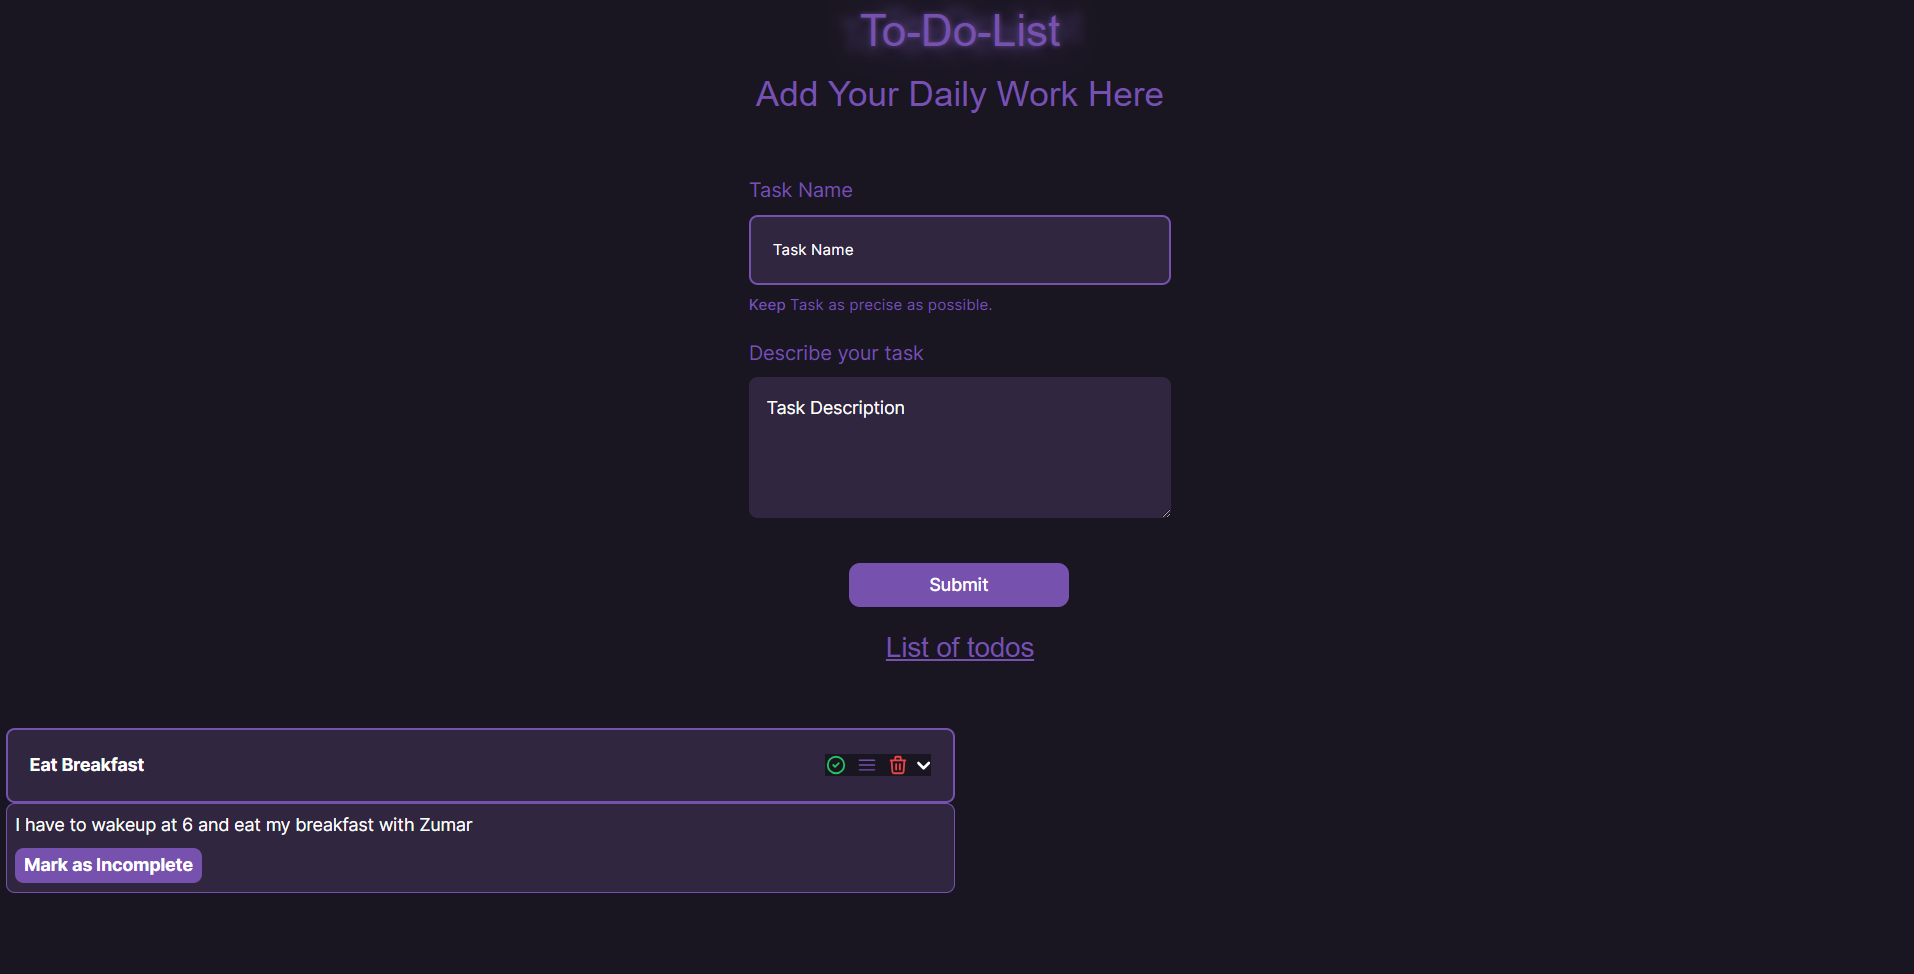 To-Do-List
Add Your Daily Work Here
Task Name
Task Name
Keep Task as precise as possible.
Describe your task
Task Description
Submit
List of todos
Eat Breakfast
I have to wakeup at 6 and eat my breakfast with Zumar
Mark as Incomplete